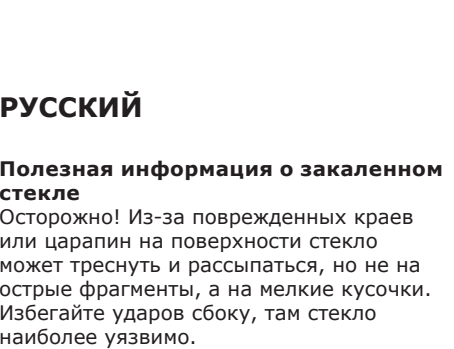 РУССКИЙ
Полезная информация о закаленном
стекле
Осторожно! Из-за поврежденных краев
или царапин на поверхности стекло
может треснуть и рассыпаться, но не на
острые фрагменты, а на мелкие кусочки.
Избегайте ударов сбоку, там стекло
наиболее уязвимо.